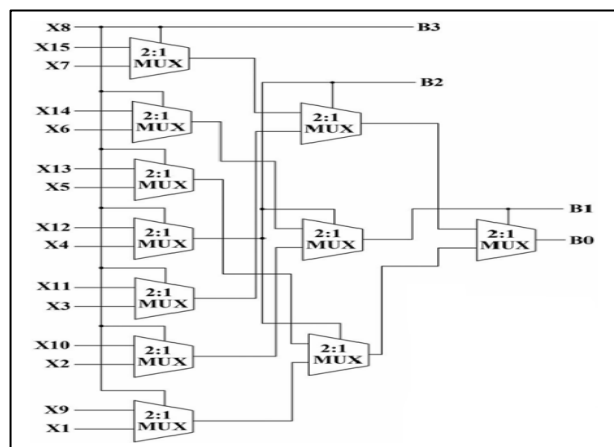 X8
B3
X15
2:1
MUX
X7
B2
X14
2:1
MUX
X6
2:1
MUX
X13
2:1
MUX
X5
B1
X12
2:1
MUX
X4
2:1
MUX
2:1
MUX
B0
X11
2:1
MUX
X3
X10
2:1
MUX
X2
2:1
MUX
X9
2:1
MUX
X1